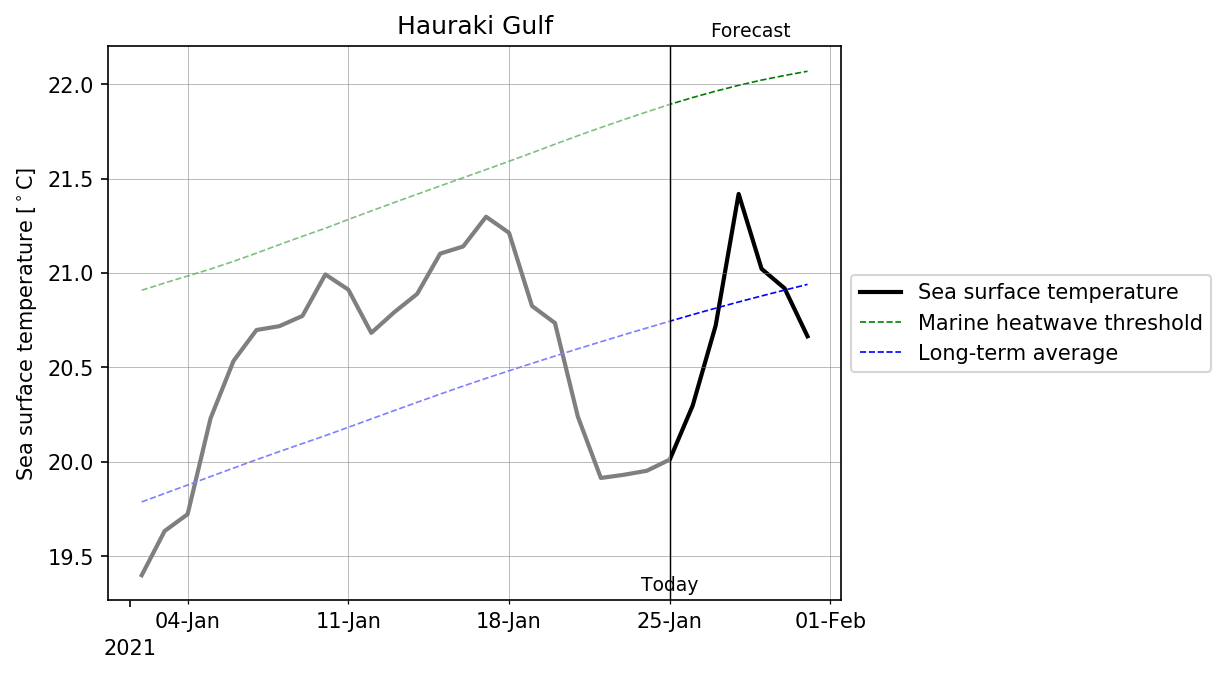 Hauraki Gulf
Forecast
22.0
21.5
21.0
20.5
20.0
19.5
Sea surface temperature [°C]
Today
04-Jan 11-Jan 18-Jan 25-Jan 01-Feb
2021
Sea surface temperature
Marine heatwave threshold
Long-term average